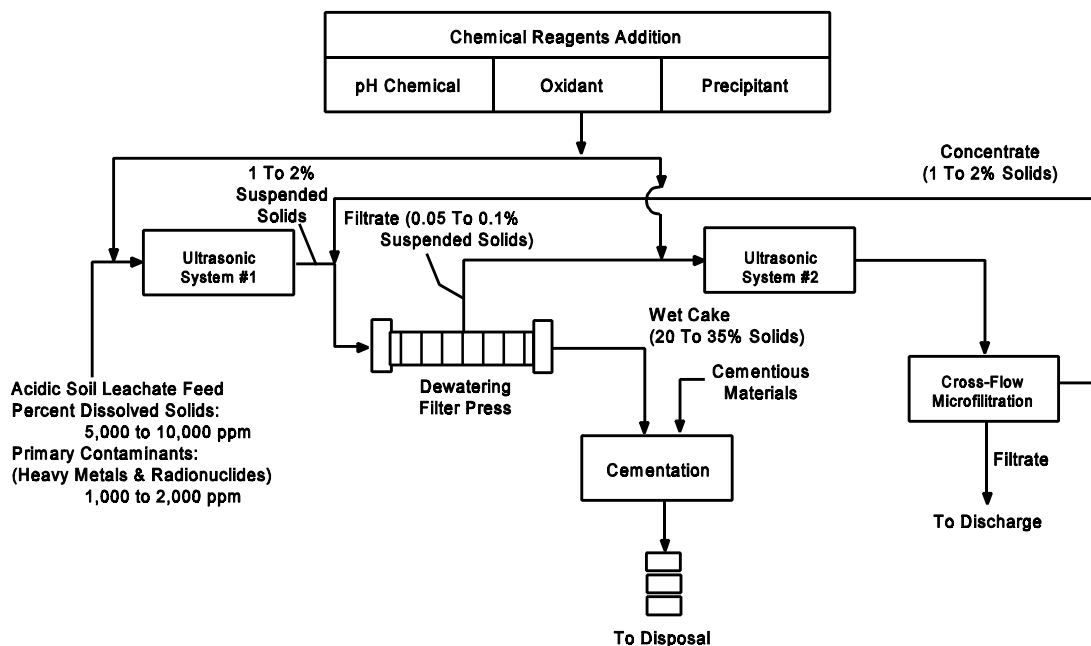 Chemical Reagents Addition
pH Chemical
Oxidant
Precipitant
1 To 2%
Suspended
Solids
Concentrate
(1 To 2% Solids)
Filtrate (0.05 To 0.1%
Suspended Solids)
Ultrasonic
System #1
Ultrasonic
System #2
Wet Cake
(20 To 35% Solids)
Acidic Soil Leachate Feed
Percent Dissolved Solids:
5,000 to 10,000 ppm
Primary Contaminants:
(Heavy Metals & Radionuclides)
1,000 to 2,000 ppm
Dewatering
Filter Press
Cementious
Materials
Cross-Flow
Microfilitration
Cementation
Filtrate
To Discharge
To Disposal